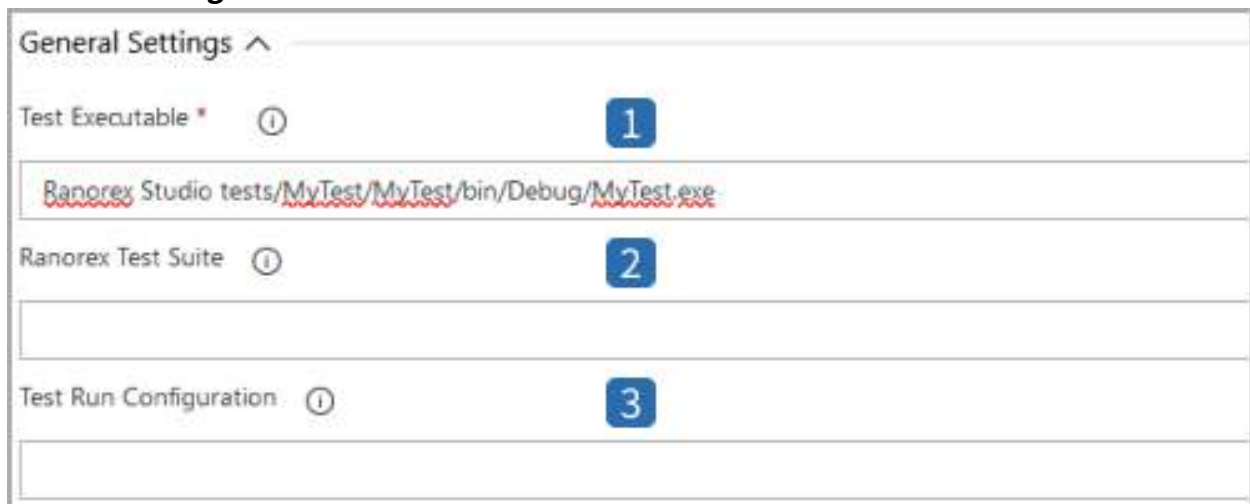 General Settings
Test Executable * 1
Ranorex Studio tests/MyTest/MyTest/bin/Debug/MyTest.exe
Ranorex Test Suite 2
Test Run Configuration 3